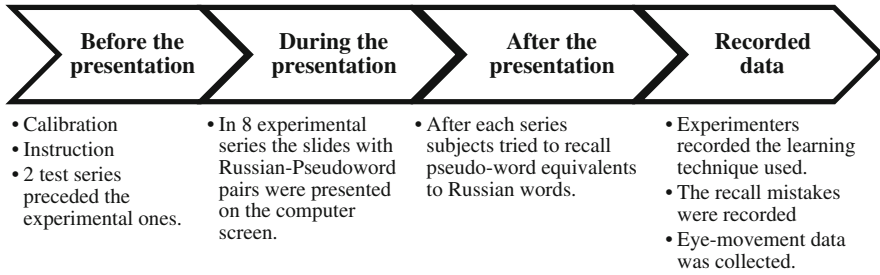 Before the
presentation
During the
presentation
After the
presentation
Recorded
data
• Calibration
• Instruction
• 2 test series
preceded the
experimental ones.
• In 8 experimental
series the slides with
Russian-Pseudoword
pairs were presented
on the computer
screen.
• After each series
subjects tried to recall
pseudo-word equivalents
to Russian words.
• Experimenters
recorded the learning
technique used.
• The recall mistakes
were recorded
• Eye-movement data
was collected.